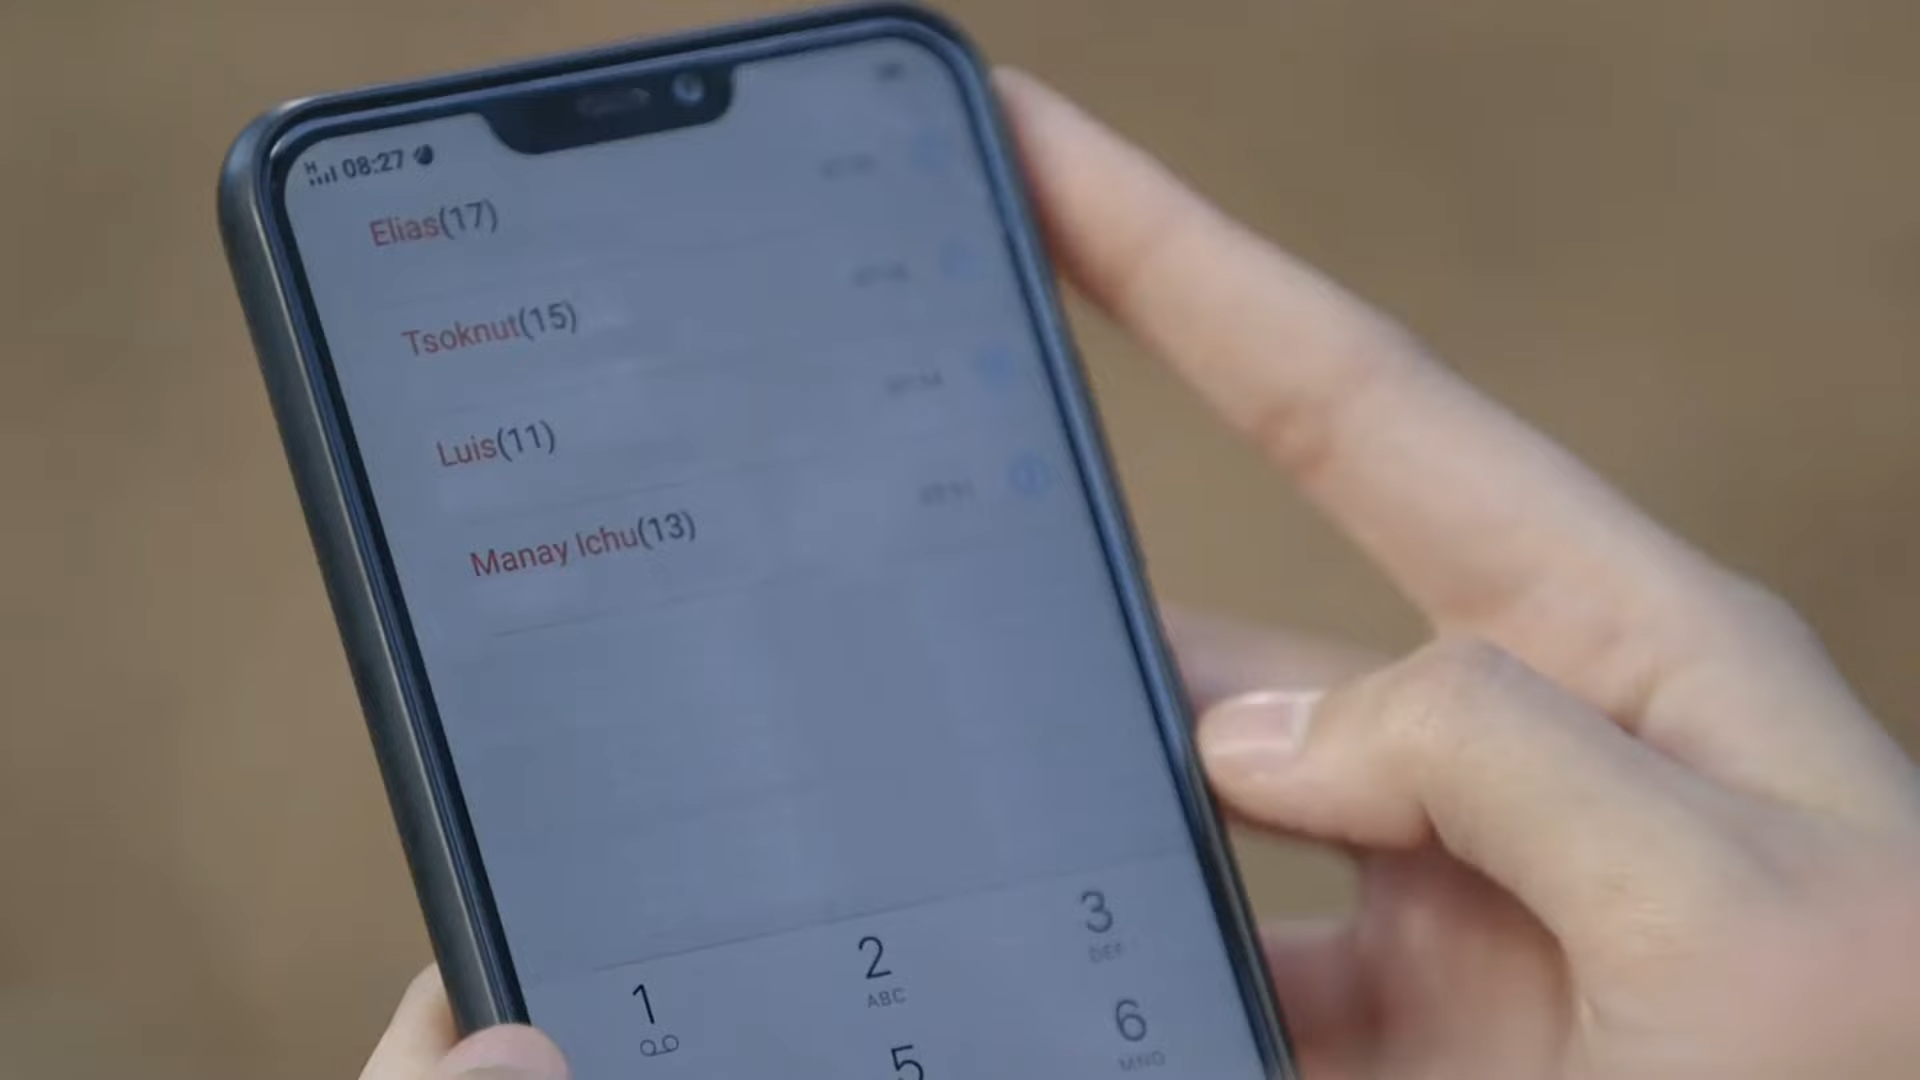 H 08:27
Elias(17)
Tsoknut(15)
Luis(11)
Manay Ichu(13)
1
2
ABC
3
DEF
5
6
MNO